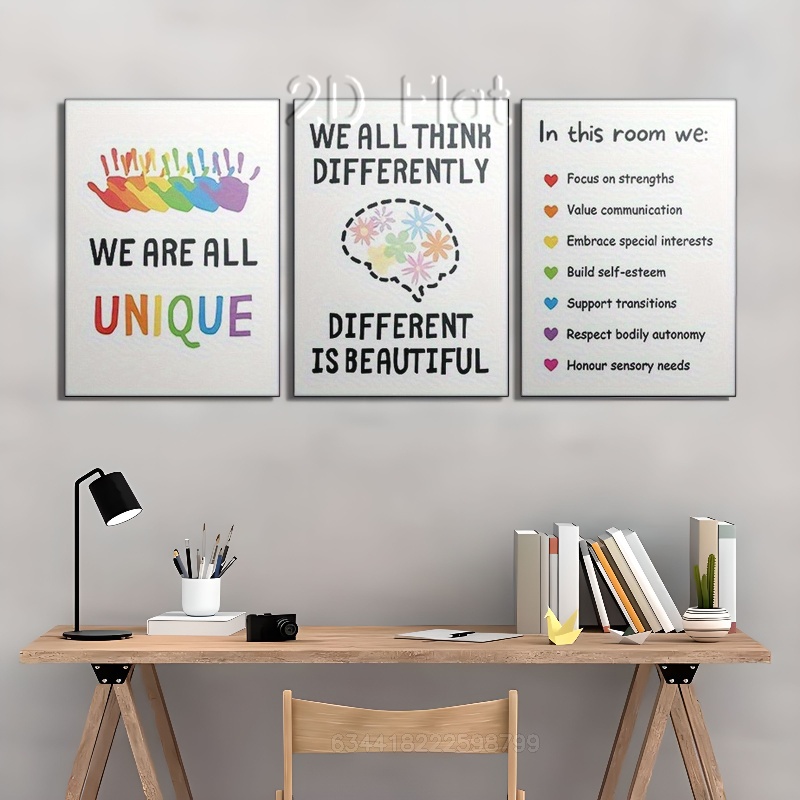 2D Flat
WE ARE ALL
UNIQUE
WE ALL THINK
DIFFERENTLY
DIFFERENT
IS BEAUTIFUL
In this room we:
Focus on strengths
Value communication
Embrace special interests
Build self-esteem
Support transitions
Respect bodily autonomy
Honour sensory needs
634418222598799